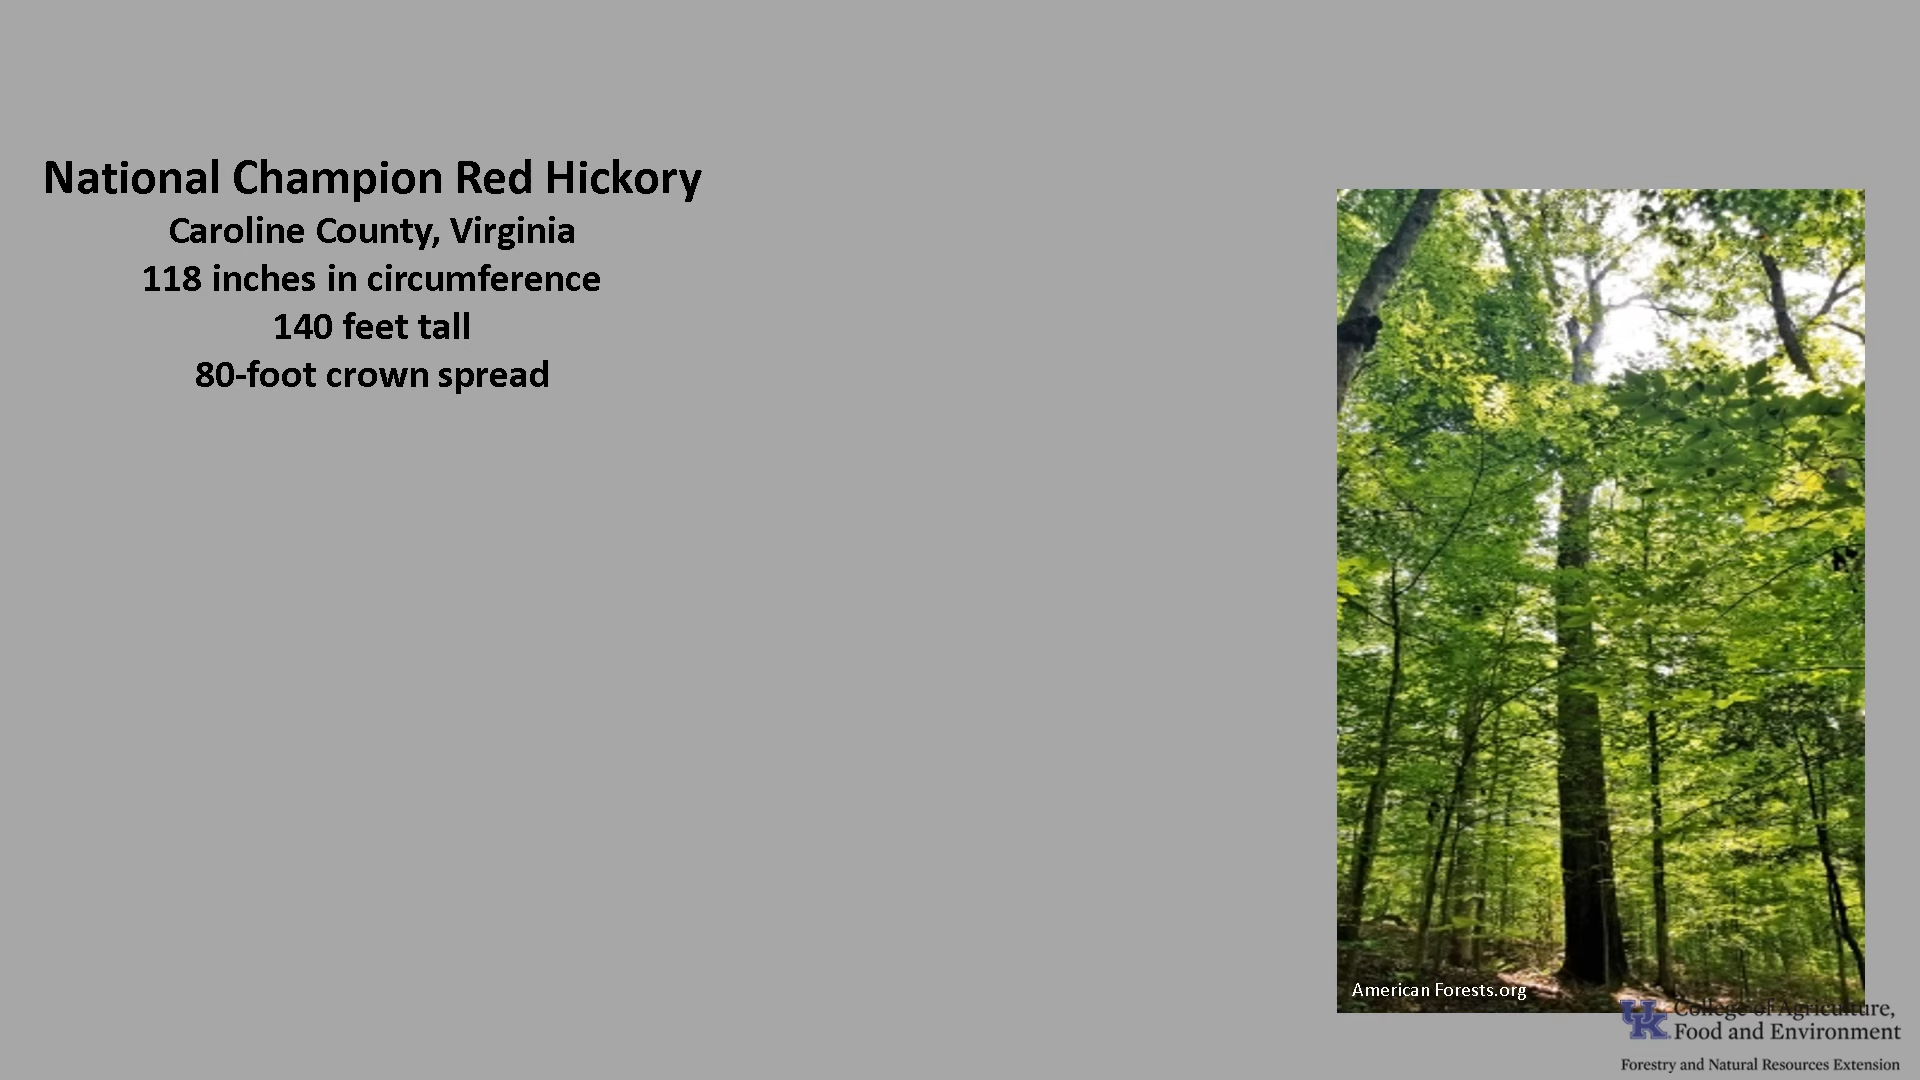 National Champion Red Hickory
Caroline County, Virginia
118 inches in circumference
140 feet tall
80-foot crown spread
American Forests.org
UK College of Agriculture,
Food and Environment
Forestry and Natural Resources Extension